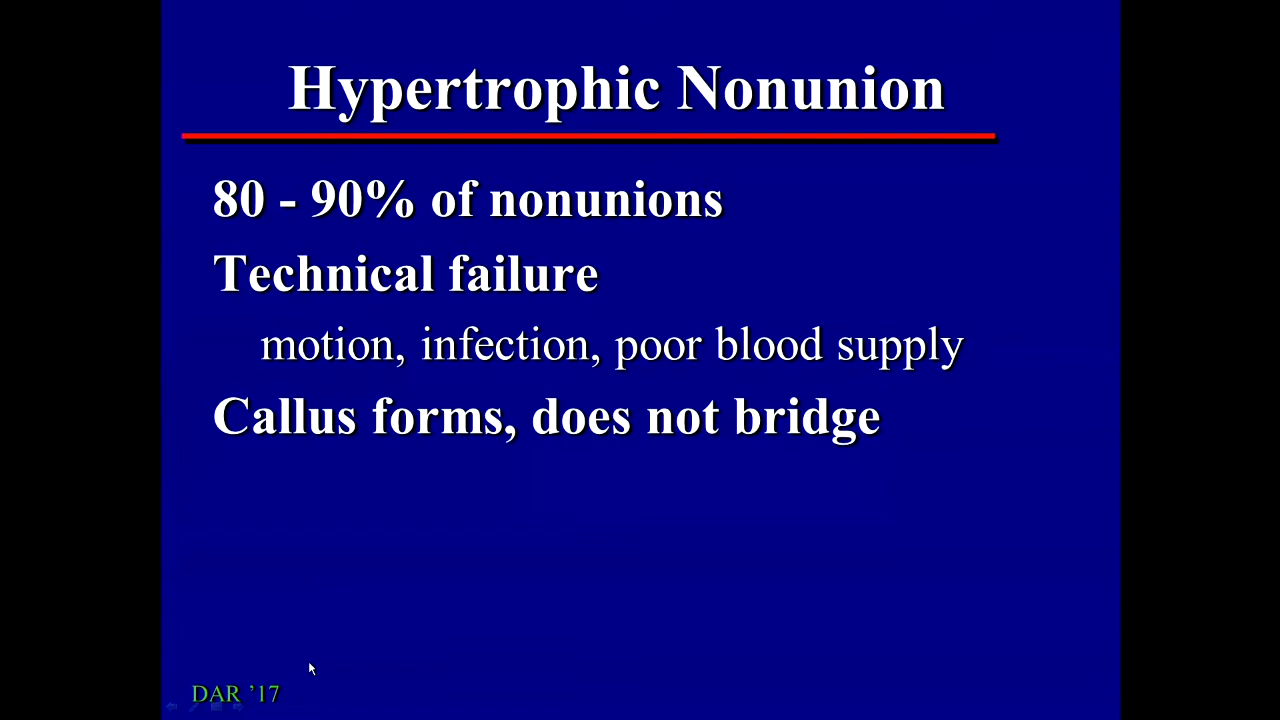 Hypertrophic Nonunion
80 - 90% of nonunions
Technical failure
motion, infection, poor blood supply
Callus forms, does not bridge
DAR ’17